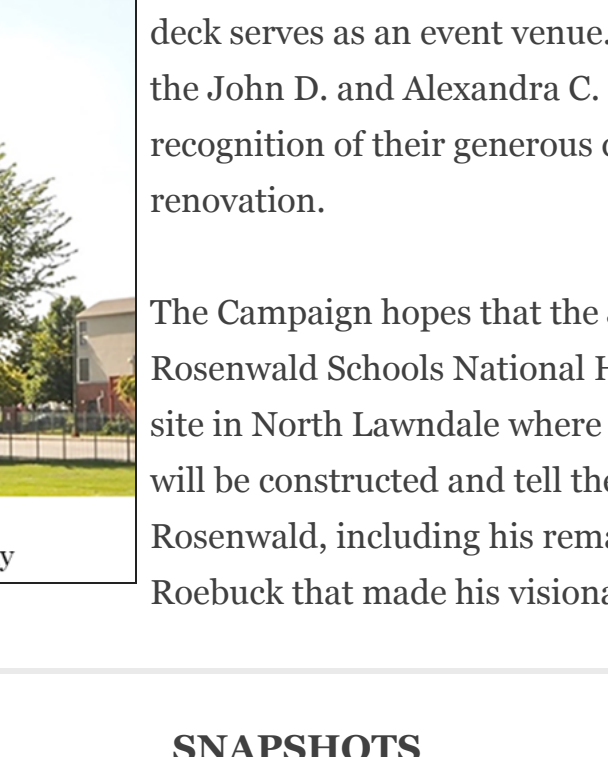 deck serves as an event venue.
the John D. and Alexandra C.
recognition of their generous
renovation.
The Campaign hopes that the
Rosenwald Schools National
site in North Lawndale where
will be constructed and tell the
Rosenwald, including his
Roebuck that made his
y
SNAPSHOTS